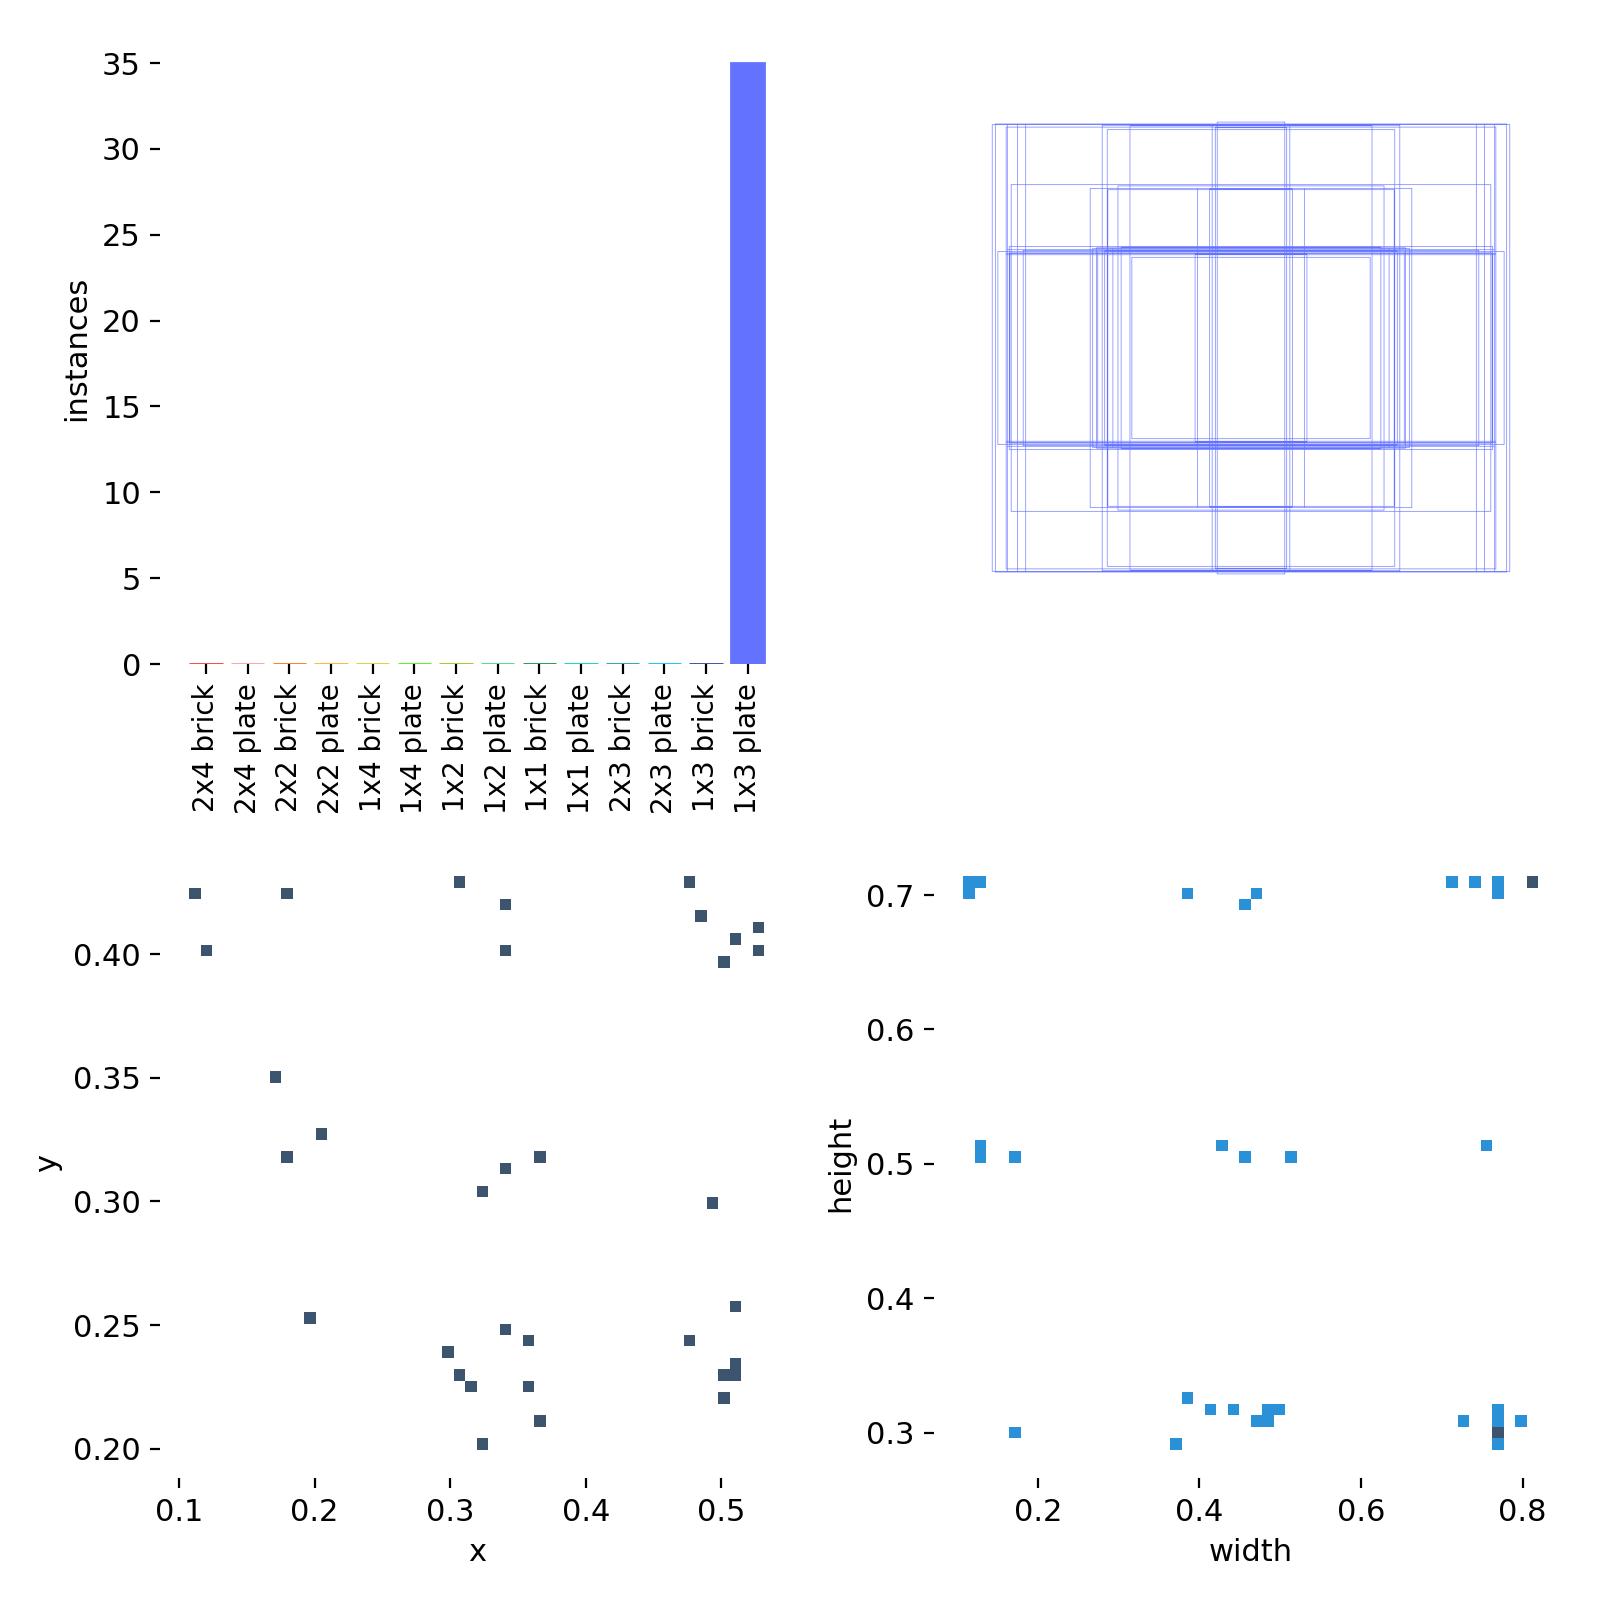 35
30
25
20
15
10
5
0
instances
2x4 brick
2x4 plate
2x2 brick
2x2 plate
1x4 brick
1x4 plate
1x2 brick
1x2 plate
1x1 brick
1x1 plate
2x3 brick
2x3 plate
1x3 brick
1x3 plate
0.40
0.35
0.30
0.25
0.20
y
0.1 0.2 0.3 0.4 0.5
x
0.7
0.6
0.5
0.4
0.3
height
0.2 0.4 0.6 0.8
width